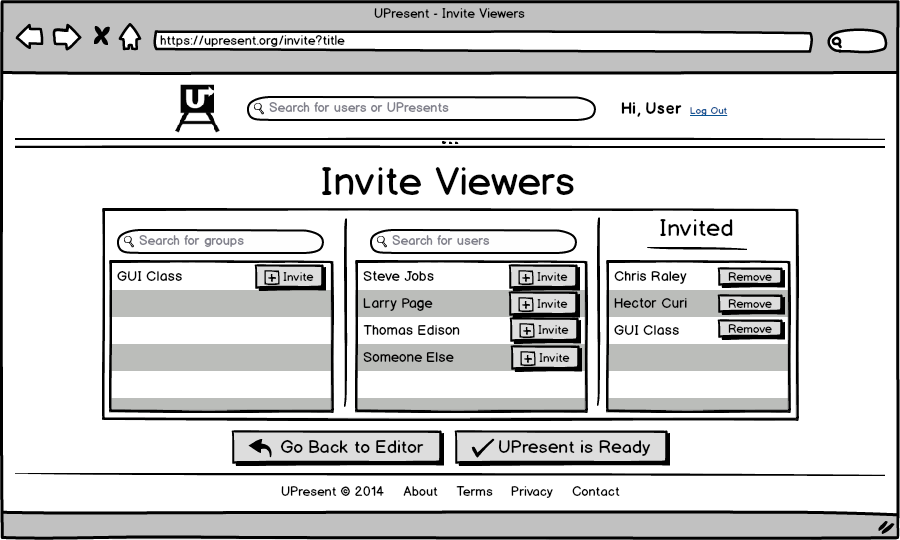 UPresent - Invite Viewers
https://upresent.org/invite?title
U
Search for users or UPresents
Hi, User Log Out
Invite Viewers
Search for groups
GUI Class Invite
Search for users
Steve Jobs Invite
Larry Page Invite
Thomas Edison Invite
Someone Else Invite
Invited
Chris Raley Remove
Hector Curi Remove
GUI Class Remove
Go Back to Editor
UPresent is Ready
UPresent © 2014 About Terms Privacy Contact